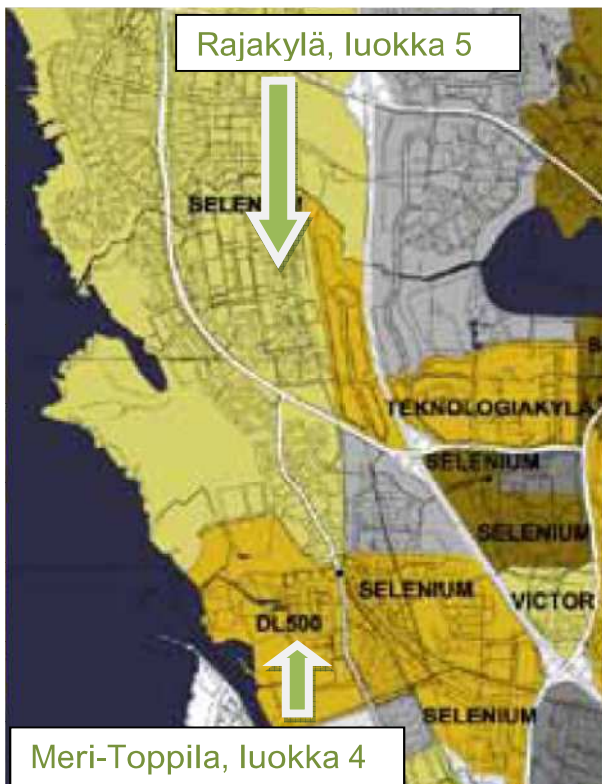 Rajakylä, luokka 5
SELENIUM
TEKNOLOGIAKYLÄ
SELENIUM
SELENIUM
SELENIUM
VICTOR
DL500
SELENIUM
Meri-Toppila, luokka 4